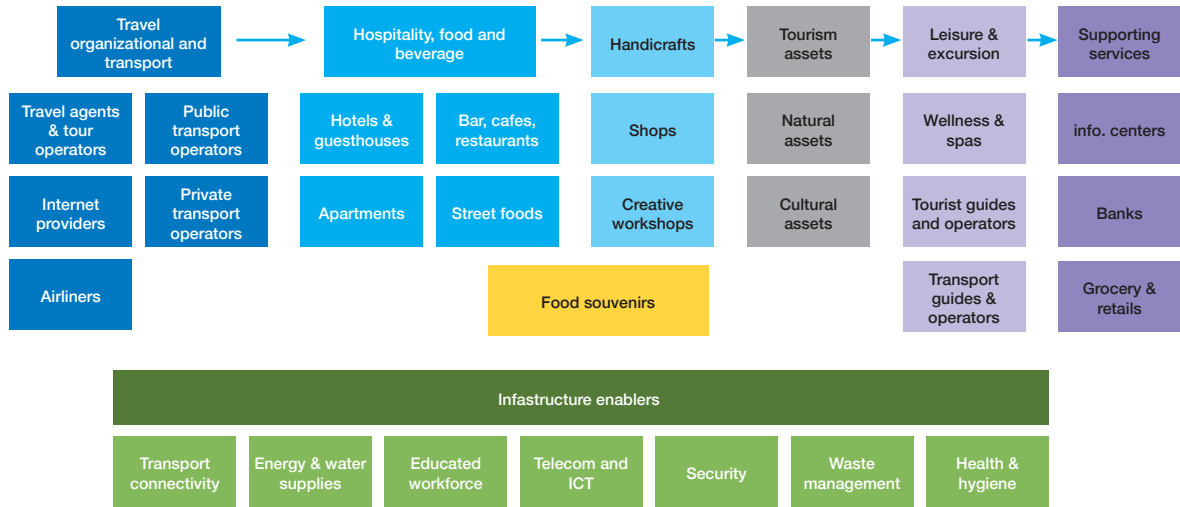 Travel
organizational and
transport
Hospitality, food and
beverage
Handicrafts
Tourism
assets
Leisure &
excursion
Supporting
services
Travel agents
& tour
operators
Public
transport
operators
Hotels &
guesthouses
Bar, cafes,
restaurants
Shops
Natural
assets
Wellness &
spas
info. centers
Internet
providers
Private
transport
operators
Apartments
Street foods
Creative
workshops
Cultural
assets
Tourist guides
and operators
Banks
Airliners
Food souvenirs
Transport
guides &
operators
Grocery &
retails
Infastructure enablers
Transport
connectivity
Energy & water
supplies
Educated
workforce
Telecom and
ICT
Security
Waste
management
Health &
hygiene